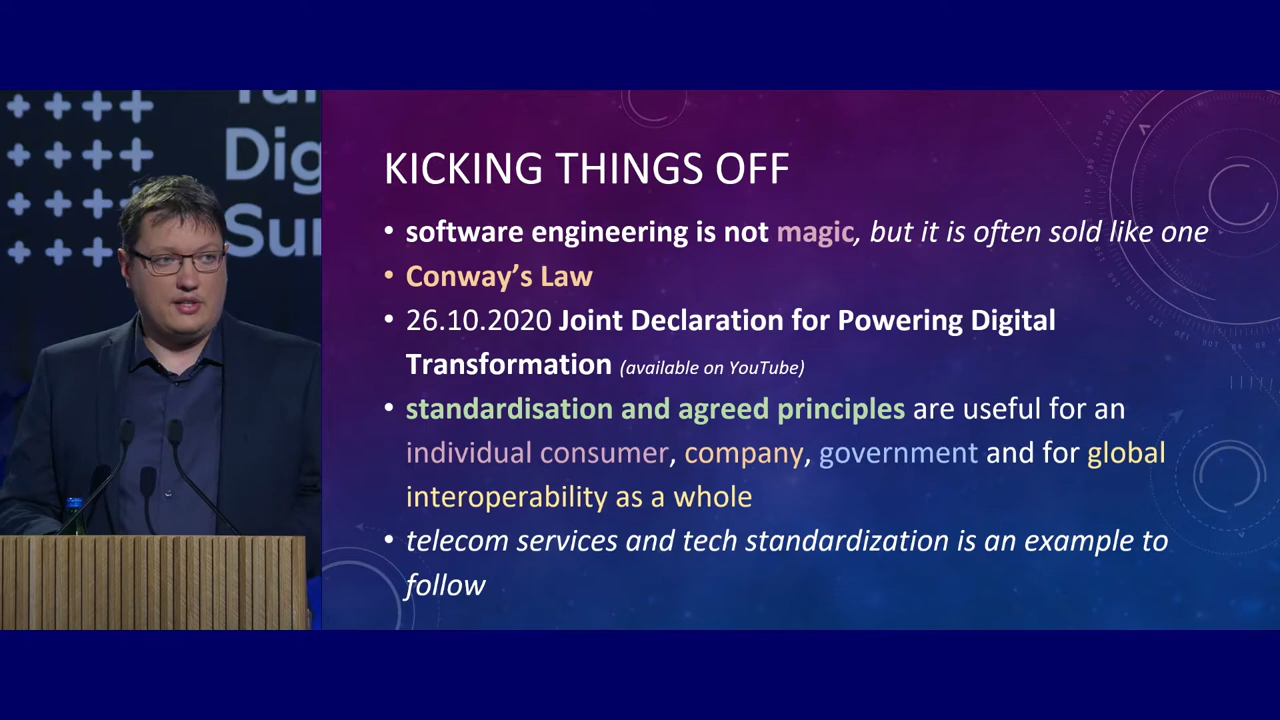 Dig
KICKING THINGS OFF
• software engineering is not magic, but it is often sold like one
• Conway's Law
• 26.10.2020 Joint Declaration for Powering Digital
Transformation (available on YouTube)
• standardisation and agreed principles are useful for an
individual consumer, company, government and for global
interoperability as a whole
• telecom services and tech standardization is an example to
follow